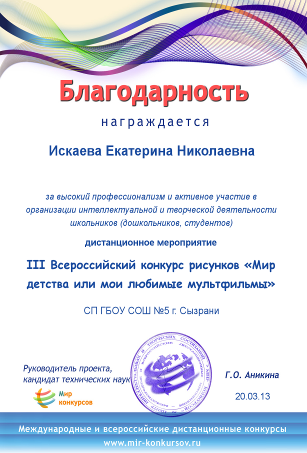 Благодарность
награждается
Искаева Екатерина Николаевна
за высокий профессионализм и активное участие в
организации интеллектуальной и творческой деятельности
школьников (дошкольников, студентов)
дистанционное мероприятие
III Всероссийский конкурс рисунков «Мир
детства или мои любимые мультфильмы»
СП ГБОУ СОШ №5 г. Сызрани
Руководитель проекта,
кандидат технических наук
Г.О. Аникина
Мир
конкурсов
20.03.13
Международные и всероссийские дистанционные конкурсы
www.mir-konkursov.ru